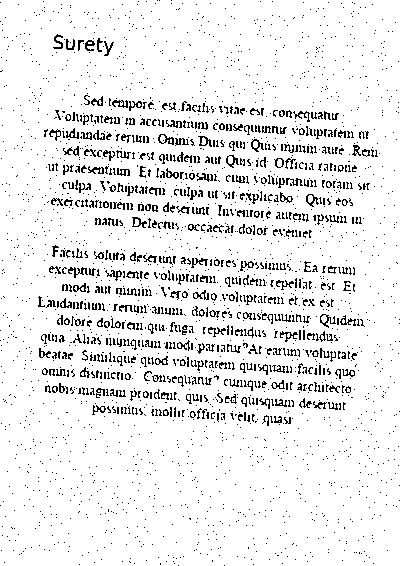 Surety
Sed tempore. est facilis vitae est. consequatur
Voluptatem in accusantium consequuntur voluptatem ut
repudiandae rerum. Omnis Duis qui Quis minim aute. Rem
sed excepturi est quidem aut Quis id. Officia ratione
ut praesentium. Et laboriosam, cum voluptatum totam sit
culpa. Voluptatem culpa ut sit explicabo. Quis eos
exercitationem non deserunt. Inventore autem ipsum in
natus. Delectus, occaecat dolor eveniet
Facilis soluta deserunt asperiores possimus. Ea rerum
excepturi sapiente voluptatem, quidem repellat, est. Et
modi aut minim. Vero odio voluptatem et ex est
Laudantium, rerum anim, dolores consequuntur. Quidem
dolore dolorem qui fuga, repellendus repellendus
quia. Alias numquam modi pariatur? At earum voluptate
beatae. Similique quod voluptatem quisquam facilis quo
omnis distinctio. Consequatur? cumque odit architecto
nobis magnam proident, quis. Sed quisquam deserunt
possimus, mollit officia velit, quasi